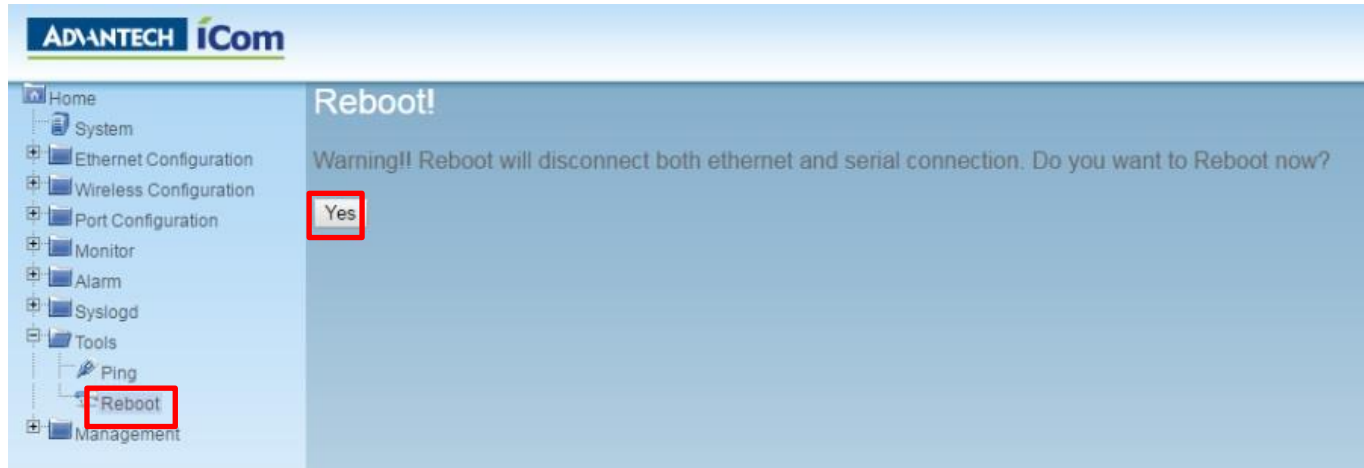 ADVANTECH iCom
Home
System
Ethernet Configuration
Wireless Configuration
Port Configuration
Monitor
Alarm
Syslogd
Tools
Ping
Reboot
Management
Reboot!
Warning!! Reboot will disconnect both ethernet and serial connection. Do you want to Reboot now?
Yes